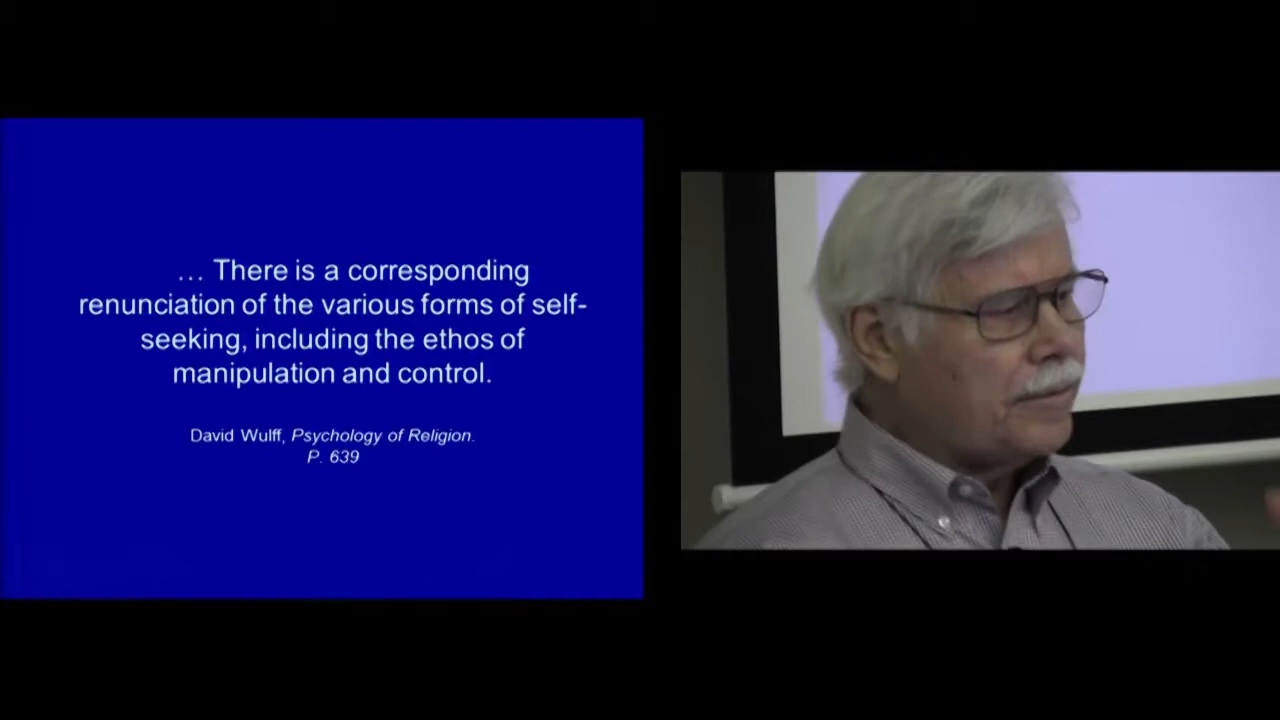 … There is a corresponding
renunciation of the various forms of self-
seeking, including the ethos of
manipulation and control.
David Wulff, Psychology of Religion.
P. 639